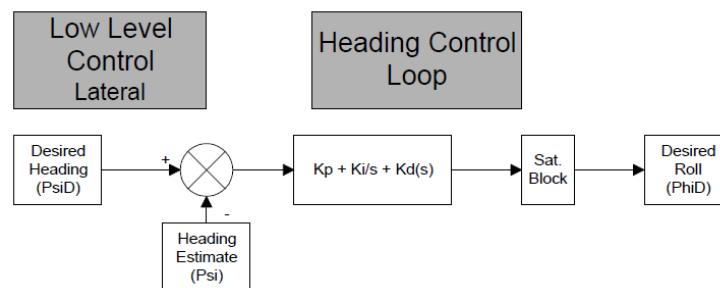 Low Level
Control
Lateral
Heading Control
Loop
Desired
Heading
(PsiD)
+
-
Heading
Estimate
(Psi)
Kp + Ki/s + Kd(s)
Sat.
Block
Desired
Roll
(PhiD)